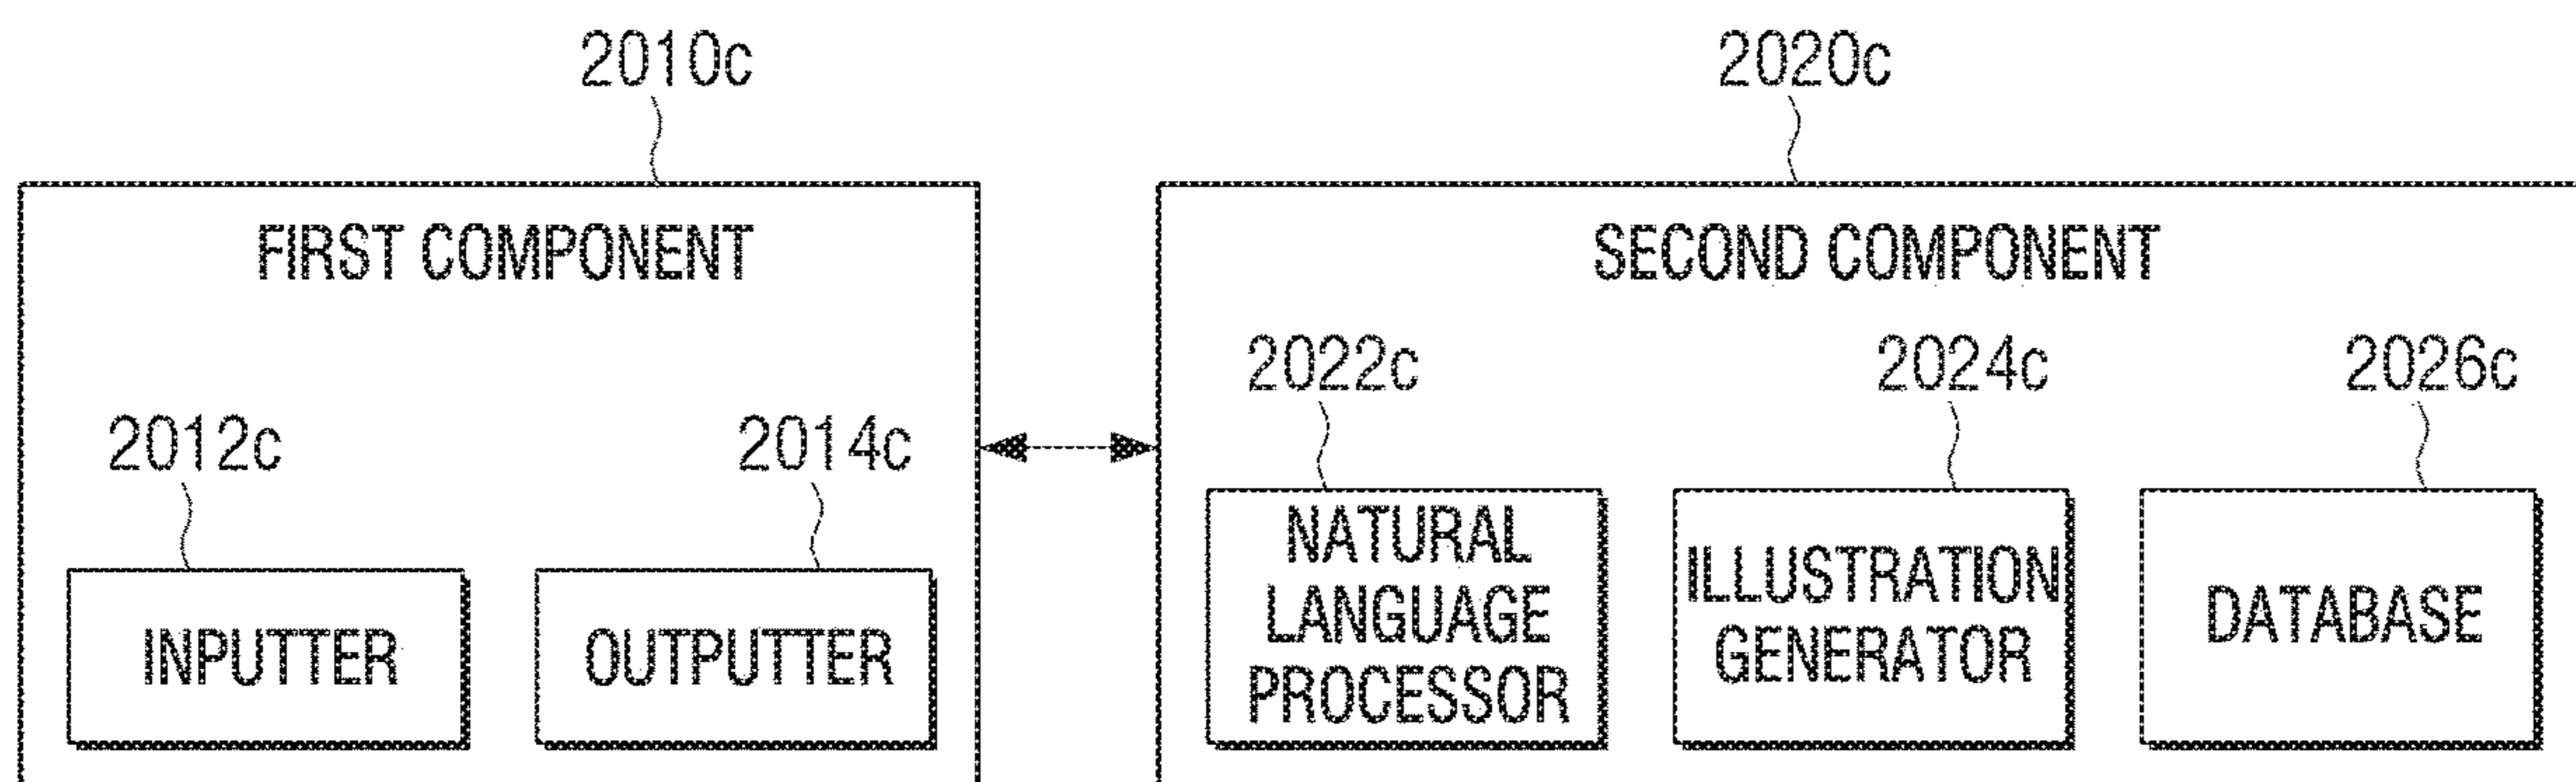 2010c
2020c
FIRST COMPONENT
SECOND COMPONENT
2012c
2014c
2022c
2024c
2026c
INPUTTER
OUTPUTTER
NATURAL
LANGUAGE
PROCESSOR
ILLUSTRATION
GENERATOR
DATABASE